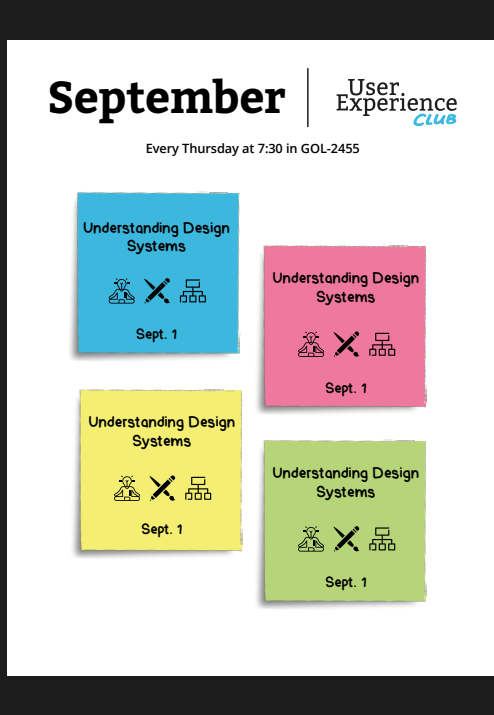 September
User
Experience
CLUB
Every Thursday at 7:30 in GOL-2455
Understanding Design
Systems
Sept. 1
Understanding Design
Systems
Sept. 1
Understanding Design
Systems
Sept. 1
Understanding Design
Systems
Sept. 1